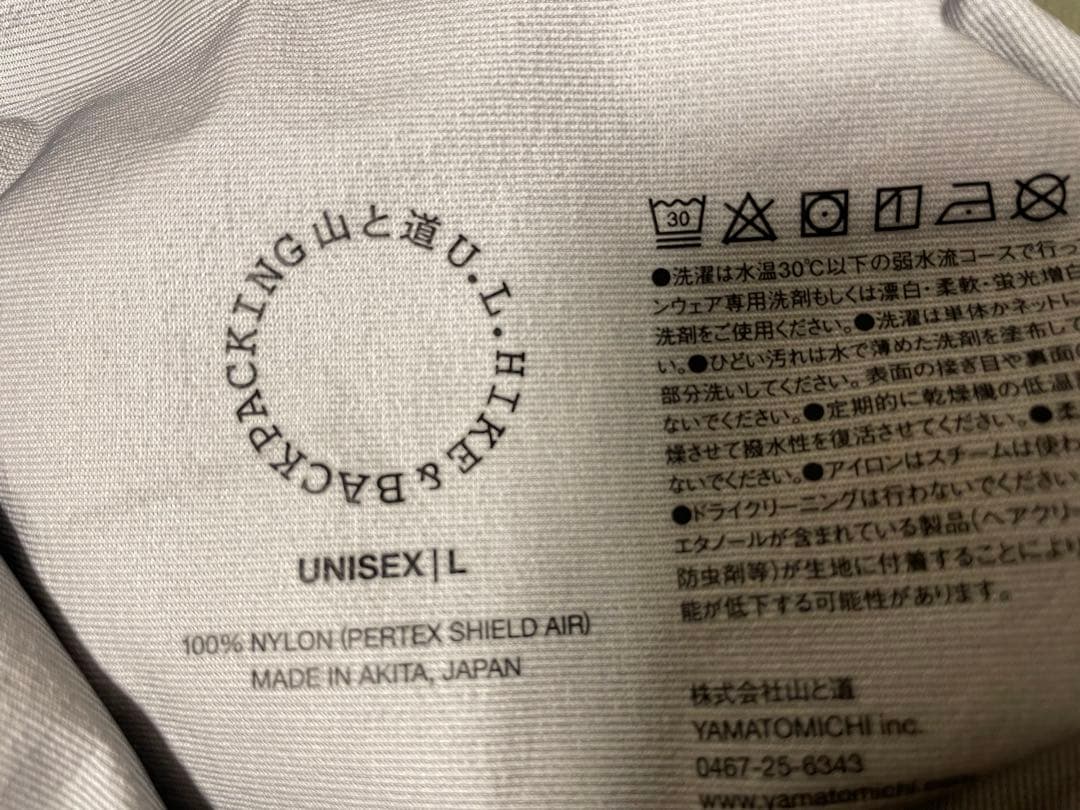 山と道 U.L. HIKE & BACKPACKING
UNISEX | L
100% NYLON (PERTEX SHIELD AIR)
MADE IN AKITA, JAPAN
30
●洗濯は水温30℃以下の弱水流コースで行っ
ンウェア専用洗剤もしくは漂白・柔軟・蛍光増白
洗剤をご使用ください。●洗濯は単体かネットに
い。●ひどい汚れは水で薄めた洗剤を塗布して
部分洗いしてください。表面の接ぎ目や裏面の
ないでください。●定期的に乾燥機の低温
燥させて撥水性を復活させてください。●柔
ないでください。●アイロンはスチームは使わ
●ドライクリーニングは行わないでください
エタノールが含まれている製品(ヘアクリー
防虫剤等)が生地に付着することにより
能が低下する可能性があります。
株式会社山と道
YAMATOMICHI inc.
0467-25-6343
www.yamatomichi.com